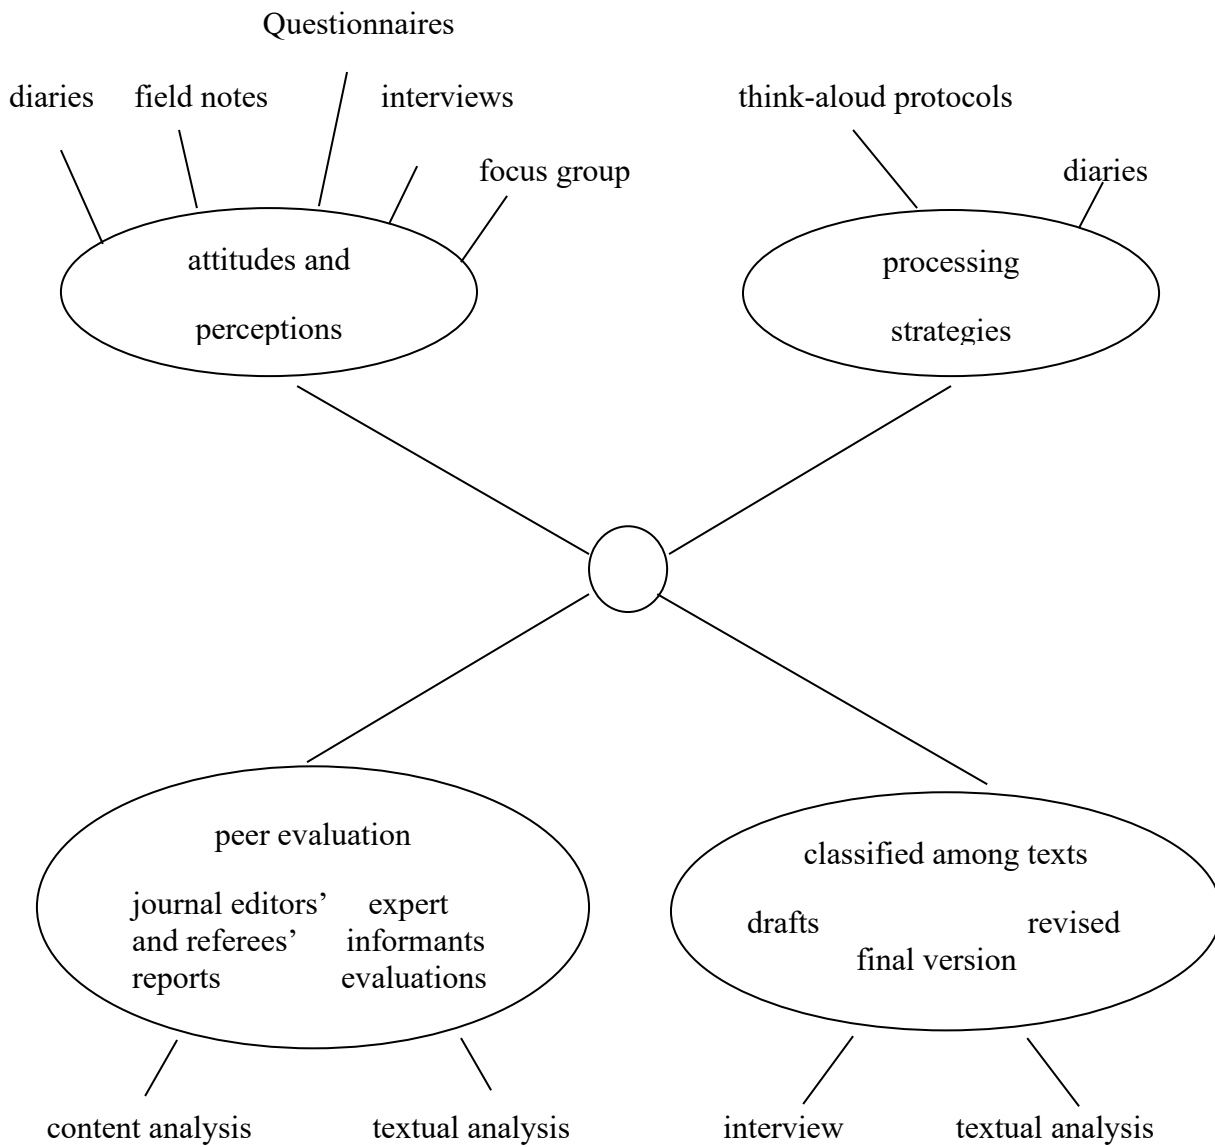 Questionnaires
diaries field notes interviews think-aloud protocols
focus group diaries
attitudes and
perceptions
processing
strategies
peer evaluation
journal editors’ expert
and referees’ informants
reports evaluations
classified among texts
drafts revised
final version
content analysis textual analysis interview textual analysis